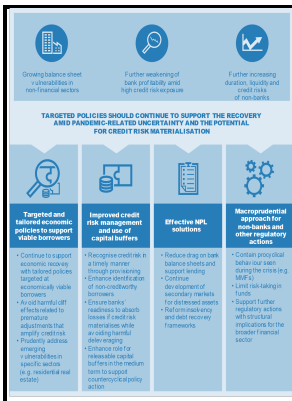 Growing balance sheet
vulnerabilities in
non-financial sectors
Further weakening of
bank profitability amid
high credit risk exposure
Further increasing
duration, liquidity and
credit risks
of non-banks
TARGETED POLICIES SHOULD CONTINUE TO SUPPORT THE RECOVERY
AMID PANDEMIC-RELATED UNCERTAINTY AND THE POTENTIAL
FOR CREDIT RISK MATERIALISATION
Targeted and
tailored economic
policies to support
viable borrowers
• Continue to support
economic recovery
with tailored policies
targeted at
economically viable
borrowers
• Avoid harmful cliff
effects related to
premature
adjustments that
amplify credit risk
• Prudently address
emerging
vulnerabilities in
specific sectors
(e.g. residential real
estate)
Improved credit
risk management
and use of
capital buffers
• Recognise credit risk in
a timely manner
through provisioning
• Enhance identification
of non-creditworthy
borrowers
• Ensure banks'
readiness to absorb
losses if credit risk
materialises while
avoiding harmful
deleveraging
• Enhance role for
releasable capital
buffers in the medium
term to support
countercyclical policy
action
Effective NPL
solutions
• Reduce drag on bank
balance sheets and
support lending
• Continue
development of
secondary markets
for distressed assets
• Reform insolvency
and debt recovery
frameworks
Macroprudential
approach for
non-banks and
other regulatory
actions
• Contain procyclical
behaviour seen
during the crisis (e.g.
MMFs)
• Limit risk-taking in
funds
• Support further
regulatory actions
with structural
implications for the
broader financial
sector